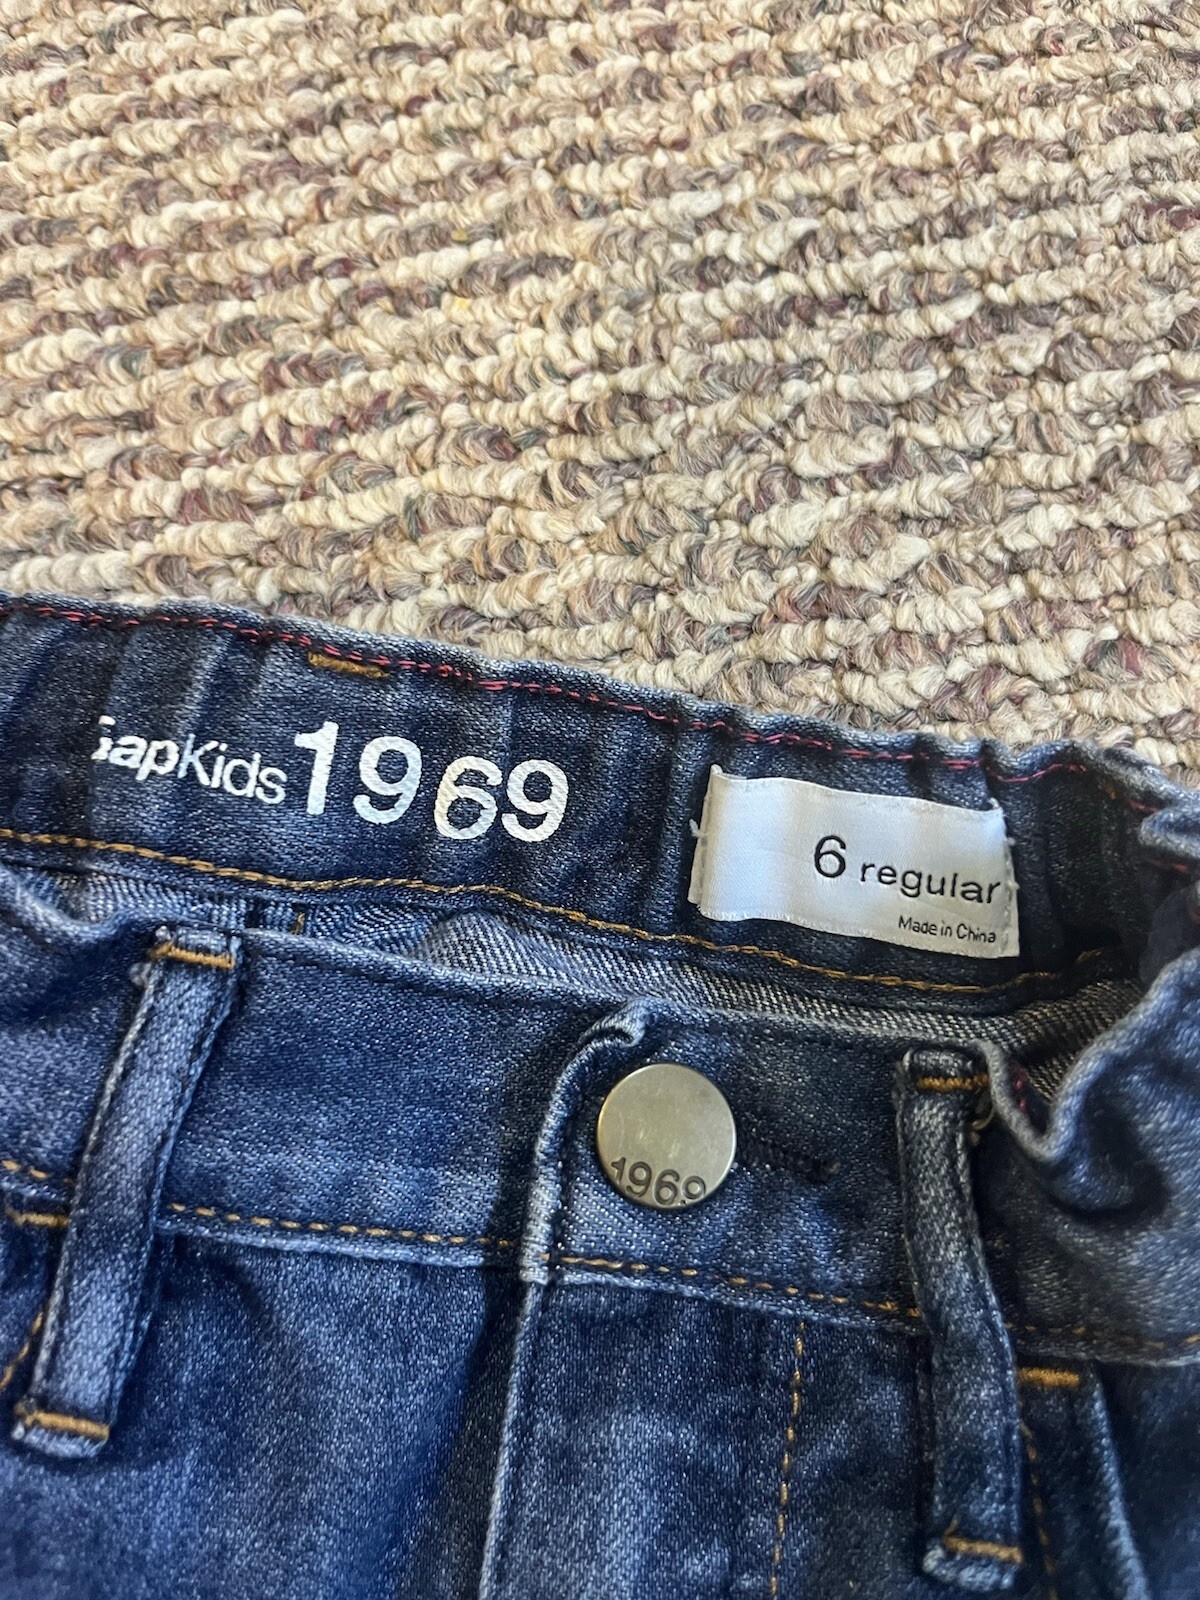 GapKids 1969
6 regular
Made in China
1969